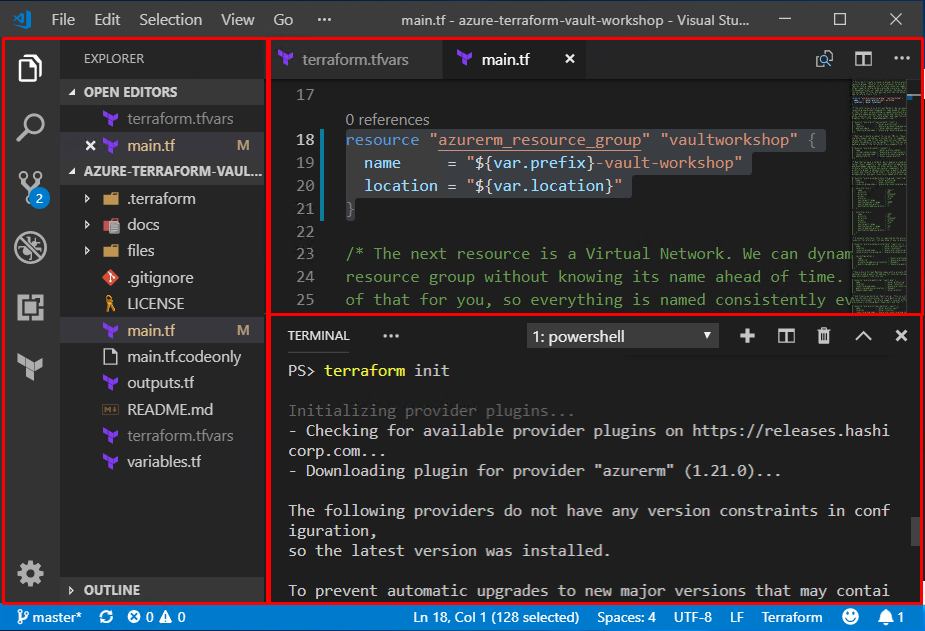 File Edit Selection View Go ··· main.tf - azure-terraform-vault-workshop - Visual Stu...
EXPLORER
OPEN EDITORS
terraform.tfvars
main.tf M
AZURE-TERRAFORM-VAUL...
.terraform
docs
files
.gitignore
LICENSE
main.tf M
main.tf.codeonly
outputs.tf
README.md
terraform.tfvars
variables.tf
OUTLINE
2
terraform.tfvars main.tf
17
0 references
18 resource "azurerm_resource_group" "vaultworkshop" {
19 name = "${var.prefix}-vault-workshop"
20 location = "${var.location}"
21 }
22
23 /* The next resource is a Virtual Network. We can dynam
24 resource group without knowing its name ahead of time.
25 of that for you, so everything is named consistently ev
TERMINAL ··· 1: powershell
PS> terraform init
Initializing provider plugins...
- Checking for available provider plugins on https://releases.hashi
corp.com...
- Downloading plugin for provider "azurerm" (1.21.0)...
The following providers do not have any version constraints in conf
iguration,
so the latest version was installed.
To prevent automatic upgrades to new major versions that may contai
master* 0 0 Ln 18, Col 1 (128 selected) Spaces: 4 UTF-8 LF Terraform 1